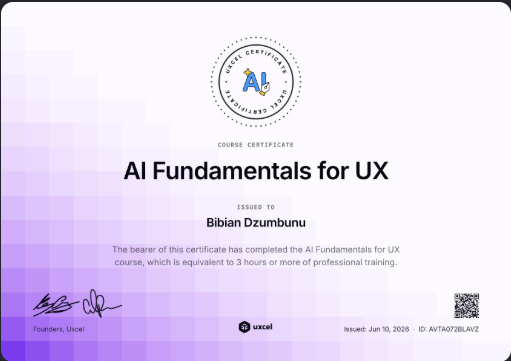 UXCEL CERTIFICATE
AI
UXCEL CERTIFICATE
COURSE CERTIFICATE
AI Fundamentals for UX
ISSUED TO
Bibian Dzumbunu
The bearer of this certificate has completed the AI Fundamentals for UX
course, which is equivalent to 3 hours or more of professional training.
Founders, Uxcel
uxcel
Issued: Jun 10, 2026 · ID: AVTA072BLAVZ